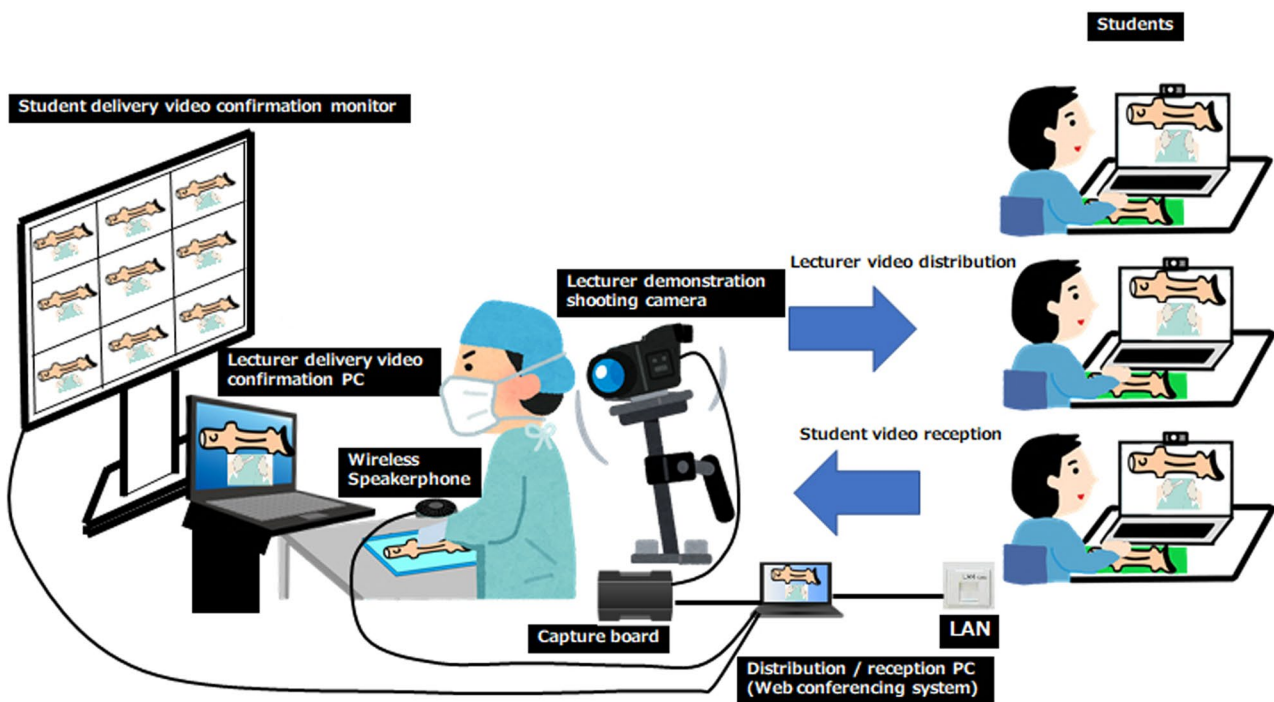 Students
Student delivery video confirmation monitor
Lecturer video distribution
Lecturer demonstration
shooting camera
Lecturer delivery video
confirmation PC
Student video reception
Wireless
Speakerphone
LAN
Capture board
LAN
Distribution / reception PC
(Web conferencing system)